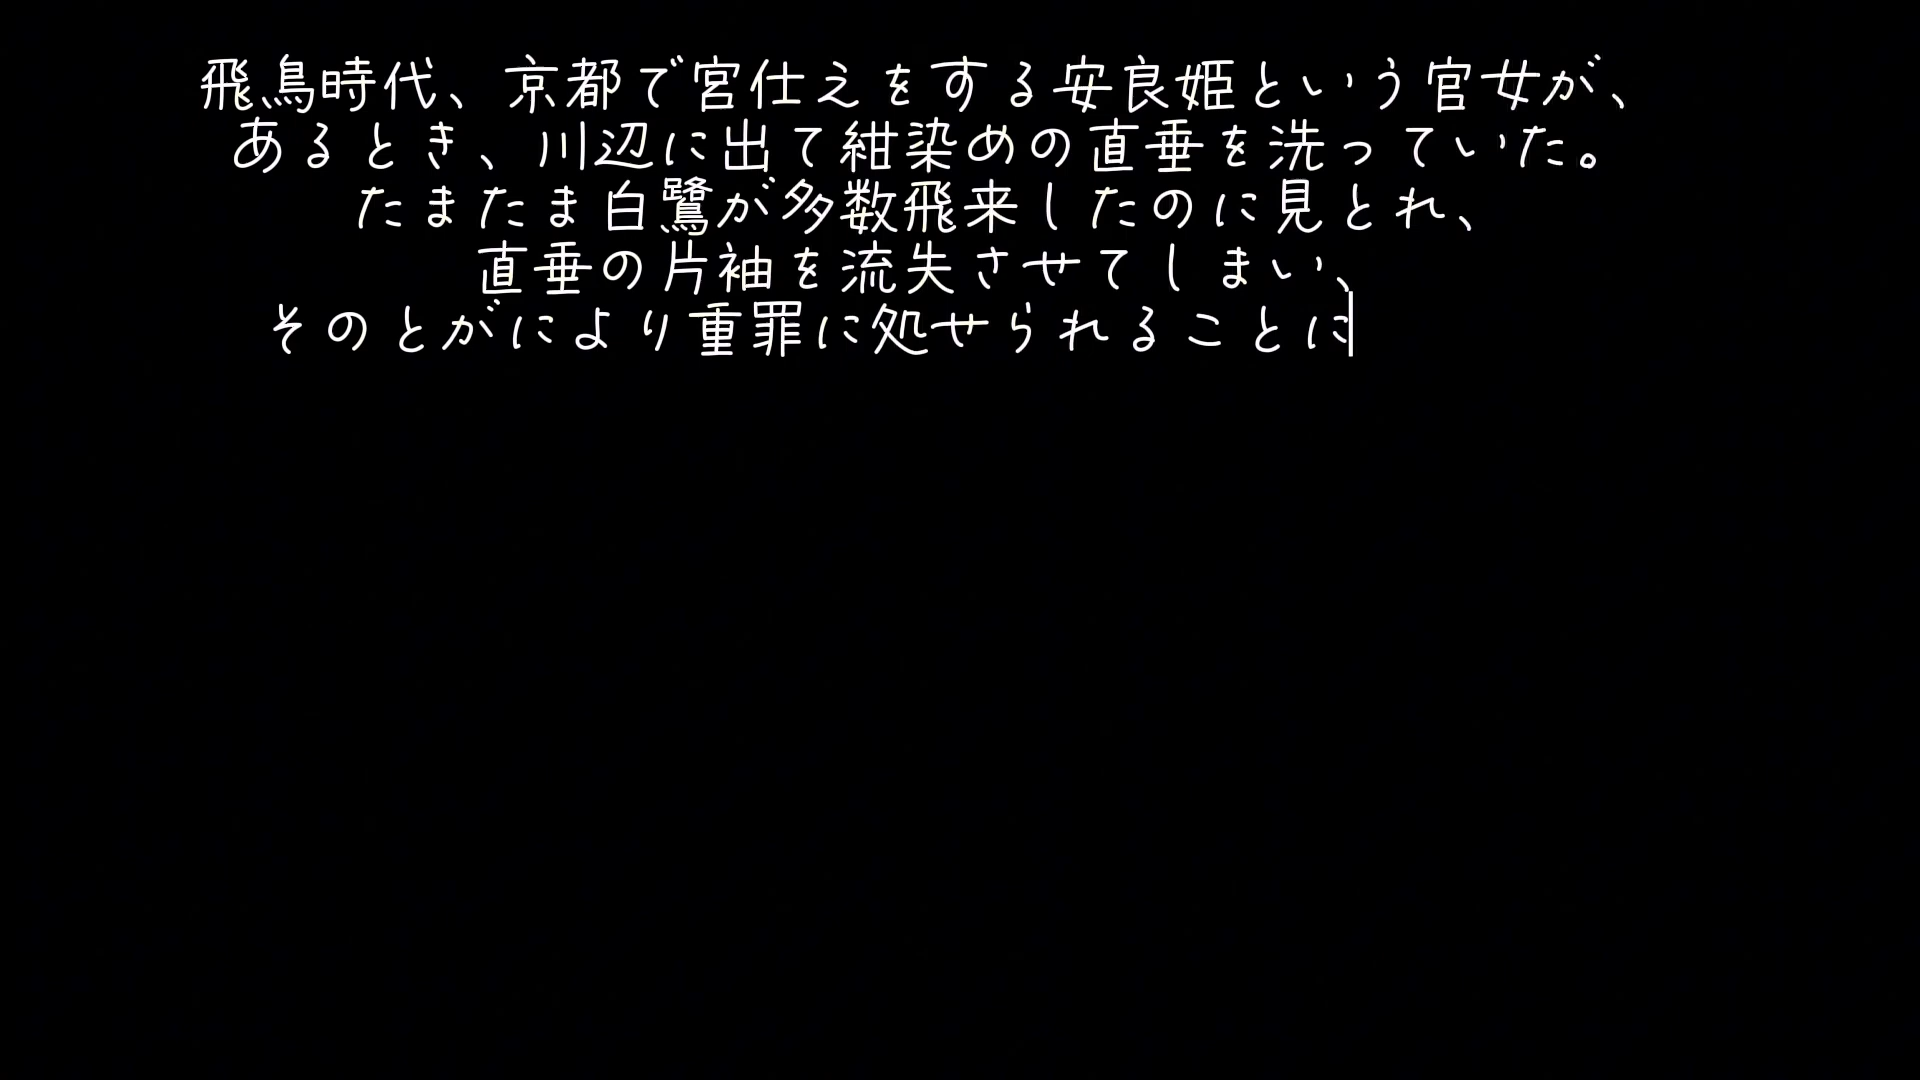 飛鳥時代、京都で宮仕えをする安良姫という官女が、
あるとき、川辺に出て紺染めの直垂を洗っていた。
たまたま白鷺が多数飛来したのに見とれ、
直垂の片袖を流失させてしまい、
そのとがにより重罪に処せられることに